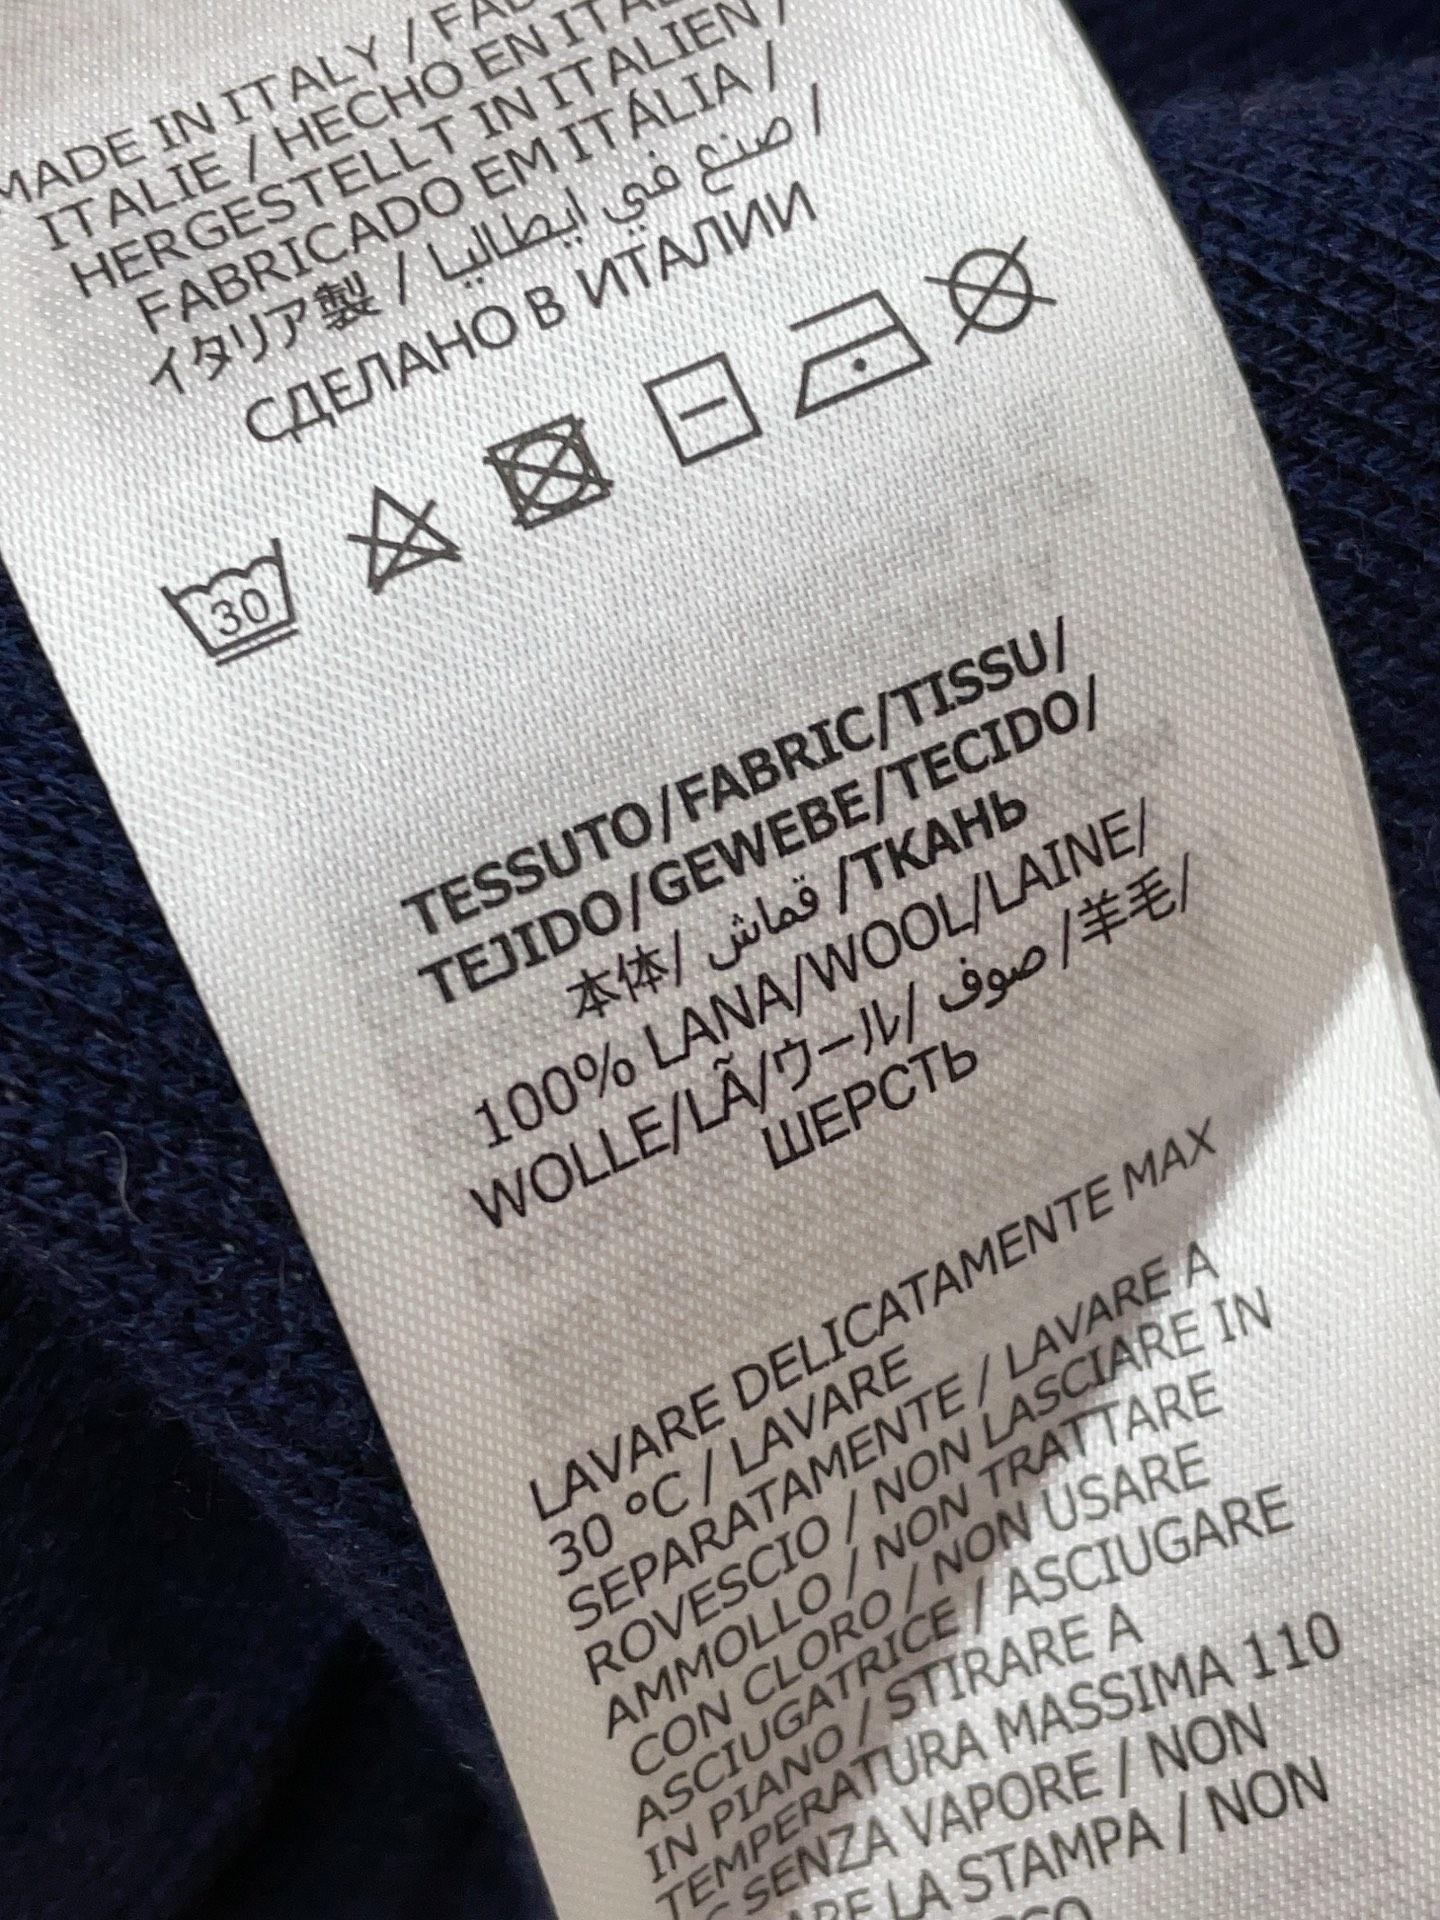 MADE IN ITALY /
ITALIE / HECHO EN
HERGESTELLT IN ITALIEN /
FABRICADO EM ITÁLIA /
イタリア製 / صنع في ايطاليا /
СДЕЛАНО В ИТАЛИИ
30
TESSUTO/FABRIC/TISSU/
TEJIDO/GEWEBE/TECIDO/
本体/ قماش /ТКАНЬ
100% LANA/WOOL/LAINE/
WOLLE/LÃ/ウール/ صوف /羊毛/
ШЕРСТЬ
LAVARE DELICATAMENTE MAX
30 °C / LAVARE
SEPARATAMENTE / LAVARE A
ROVESCIO / NON LASCIARE IN
AMMOLLO / NON TRATTARE
CON CLORO / NON USARE
ASCIUGATRICE / ASCIUGARE
IN PIANO / STIRARE A
TEMPERATURA MASSIMA 110
SENZA VAPORE / NON
LA STAMPA / NON